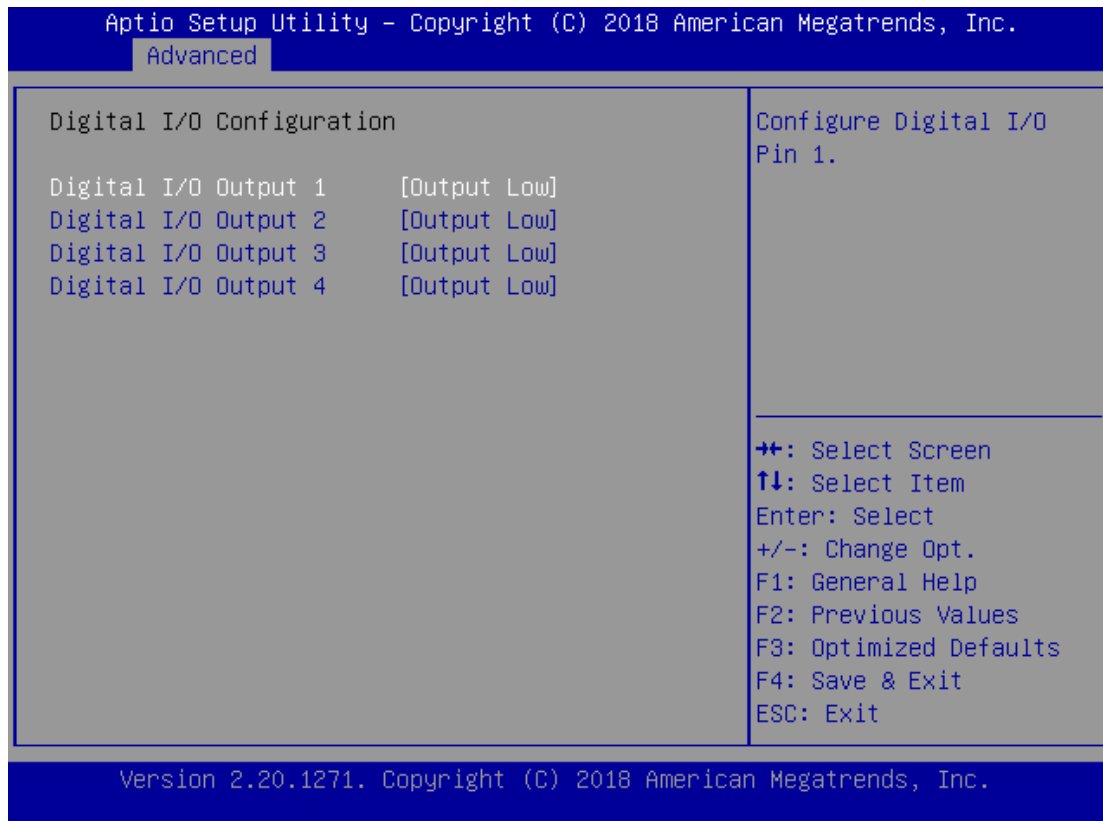 Aptio Setup Utility – Copyright (C) 2018 American Megatrends, Inc.
Advanced
Digital I/O Configuration
Digital I/O Output 1 [Output Low]
Digital I/O Output 2 [Output Low]
Digital I/O Output 3 [Output Low]
Digital I/O Output 4 [Output Low]
Configure Digital I/O
Pin 1.
→←: Select Screen
↑↓: Select Item
Enter: Select
+/-: Change Opt.
F1: General Help
F2: Previous Values
F3: Optimized Defaults
F4: Save & Exit
ESC: Exit
Version 2.20.1271. Copyright (C) 2018 American Megatrends, Inc.